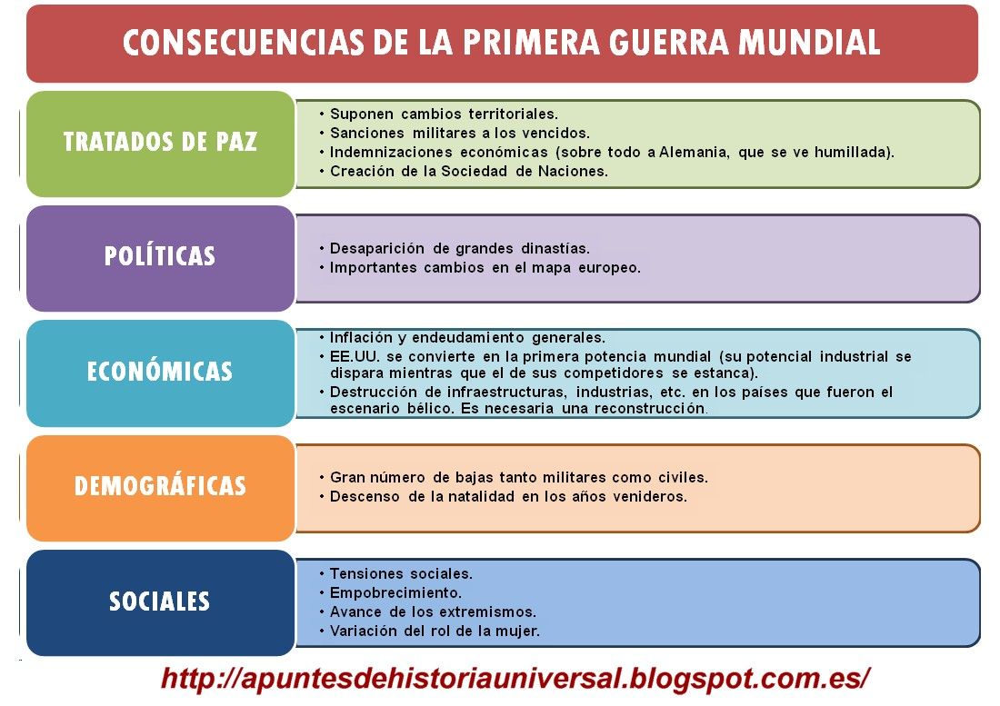 CONSECUENCIAS DE LA PRIMERA GUERRA MUNDIAL
TRATADOS DE PAZ
• Suponen cambios territoriales.
• Sanciones militares a los vencidos.
• Indemnizaciones económicas (sobre todo a Alemania, que se ve humillada).
• Creación de la Sociedad de Naciones.
POLÍTICAS
• Desaparición de grandes dinastías.
• Importantes cambios en el mapa europeo.
ECONÓMICAS
• Inflación y endeudamiento generales.
• EE.UU. se convierte en la primera potencia mundial (su potencial industrial se
dispara mientras que el de sus competidores se estanca).
• Destrucción de infraestructuras, industrias, etc. en los países que fueron el
escenario bélico. Es necesaria una reconstrucción.
DEMOGRÁFICAS
• Gran número de bajas tanto militares como civiles.
• Descenso de la natalidad en los años venideros.
SOCIALES
• Tensiones sociales.
• Empobrecimiento.
• Avance de los extremismos.
• Variación del rol de la mujer.
http://apuntesdehistoriauniversal.blogspot.com.es/